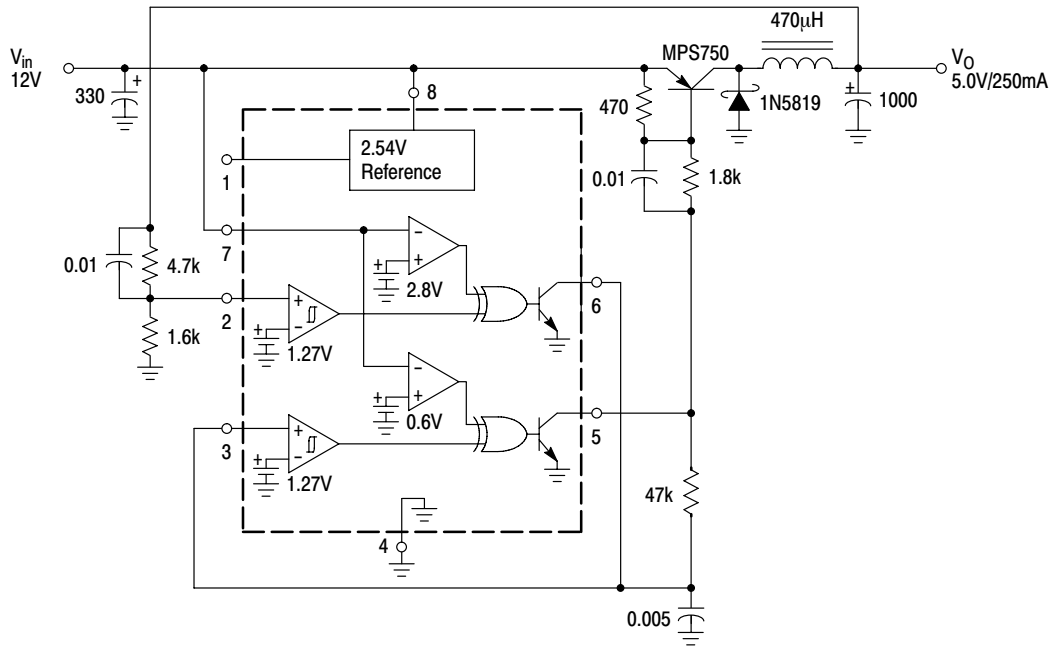 470μH
V_in
12V
MPS750
V_O
5.0V/250mA
330
+
8
470
1N5819
+
1000
2.54V
Reference
1
0.01
1.8k
7
−
+
+
2.8V
0.01
4.7k
6
2
+
−
+
1.27V
1.6k
−
+
+
0.6V
5
3
+
−
+
1.27V
47k
4
0.005